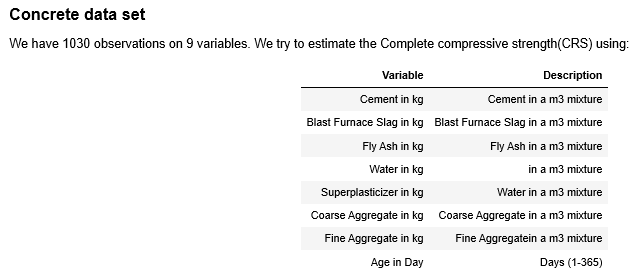 Concrete data set
We have 1030 observations on 9 variables. We try to estimate the Complete compressive strength(CRS) using:
Variable Description
Cement in kg Cement in a m3 mixture
Blast Furnace Slag in kg Blast Furnace Slag in a m3 mixture
Fly Ash in kg Fly Ash in a m3 mixture
Water in kg in a m3 mixture
Superplasticizer in kg Water in a m3 mixture
Coarse Aggregate in kg Coarse Aggregate in a m3 mixture
Fine Aggregate in kg Fine Aggregatein a m3 mixture
Age in Day Days (1-365)